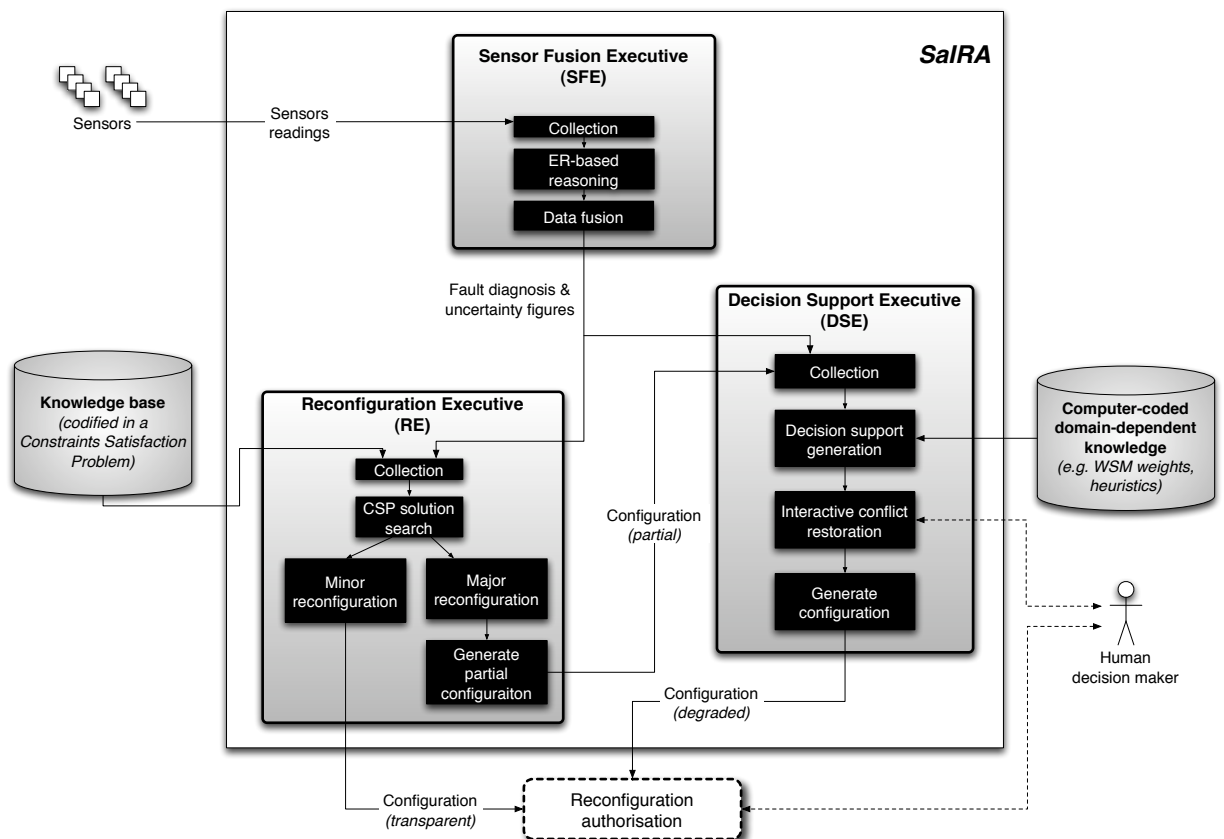 SaIRA
Sensor Fusion Executive
(SFE)
Sensors
Sensors
readings
Collection
ER-based
reasoning
Data fusion
Fault diagnosis &
uncertainty figures
Decision Support Executive
(DSE)
Collection
Decision support
generation
Interactive conflict
restoration
Generate
configuration
Knowledge base
(codified in a
Constraints Satisfaction
Problem)
Computer-coded
domain-dependent
knowledge
(e.g. WSM weights,
heuristics)
Reconfiguration Executive
(RE)
Collection
CSP solution
search
Minor
reconfiguration
Major
reconfiguration
Generate
partial
configuraiton
Configuration
(partial)
Human
decision maker
Configuration
(degraded)
Configuration
(transparent)
Reconfiguration
authorisation